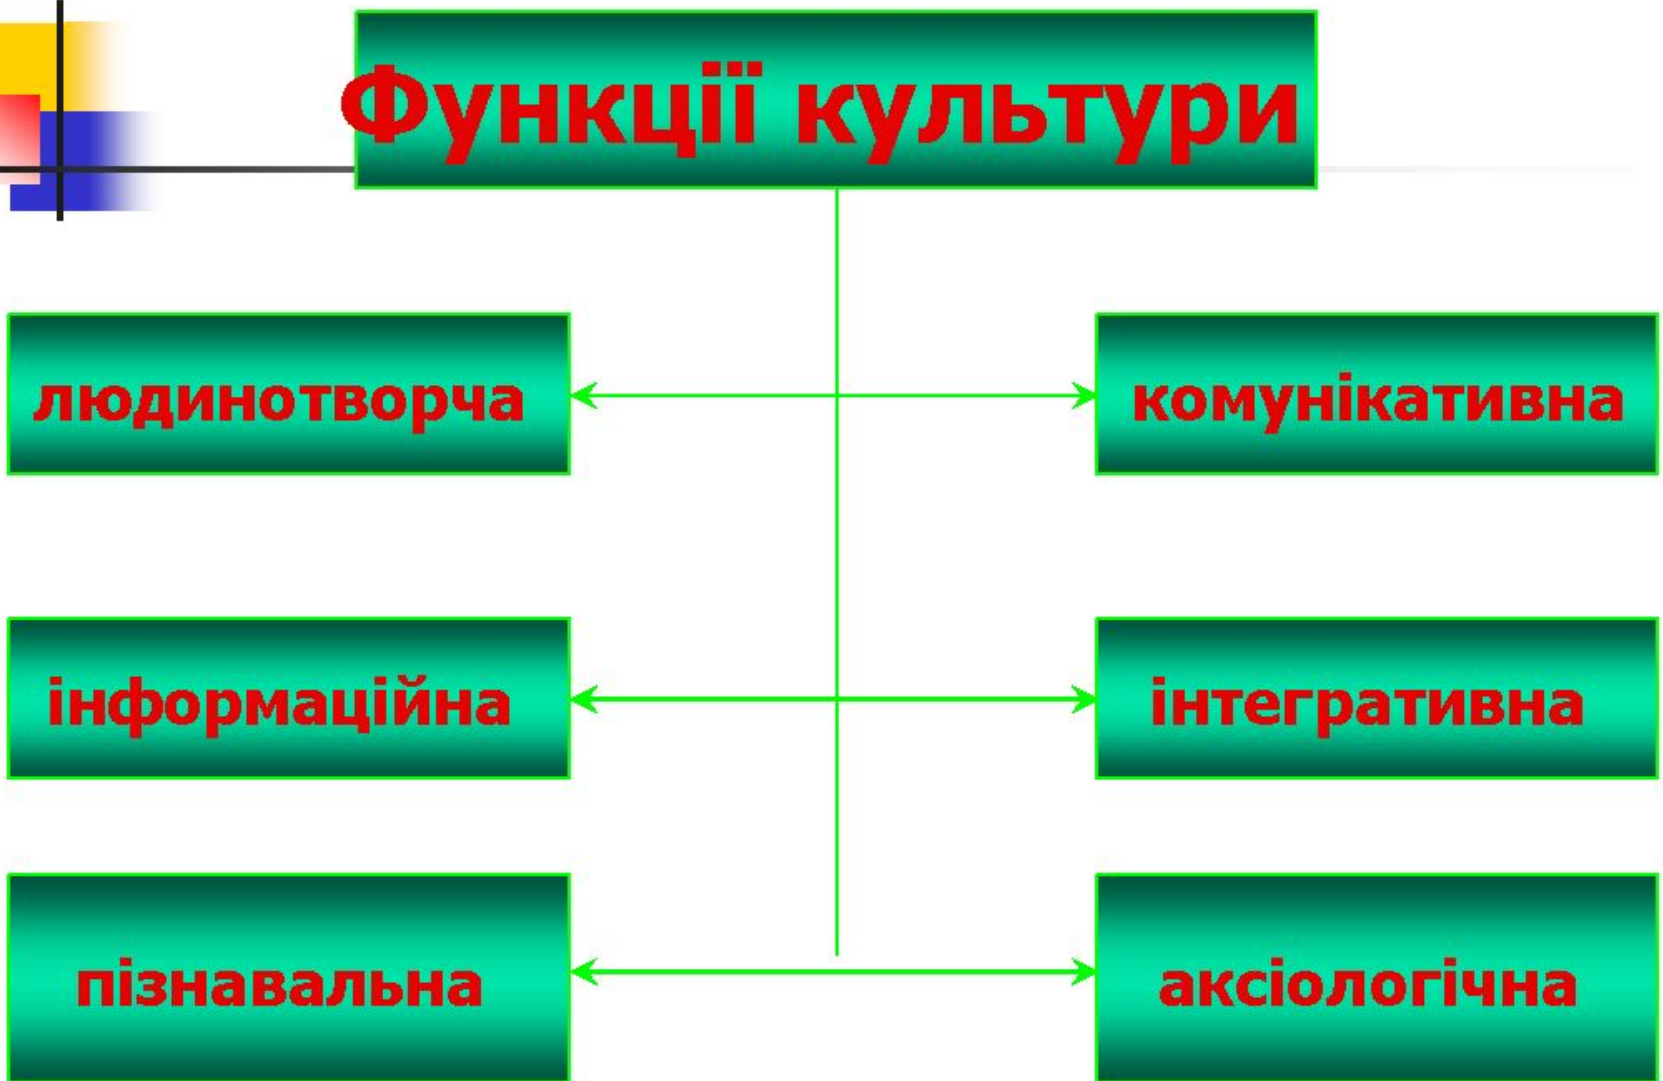 Функції культури
людинотворча
комунікативна
інформаційна
інтегративна
пізнавальна
аксіологічна